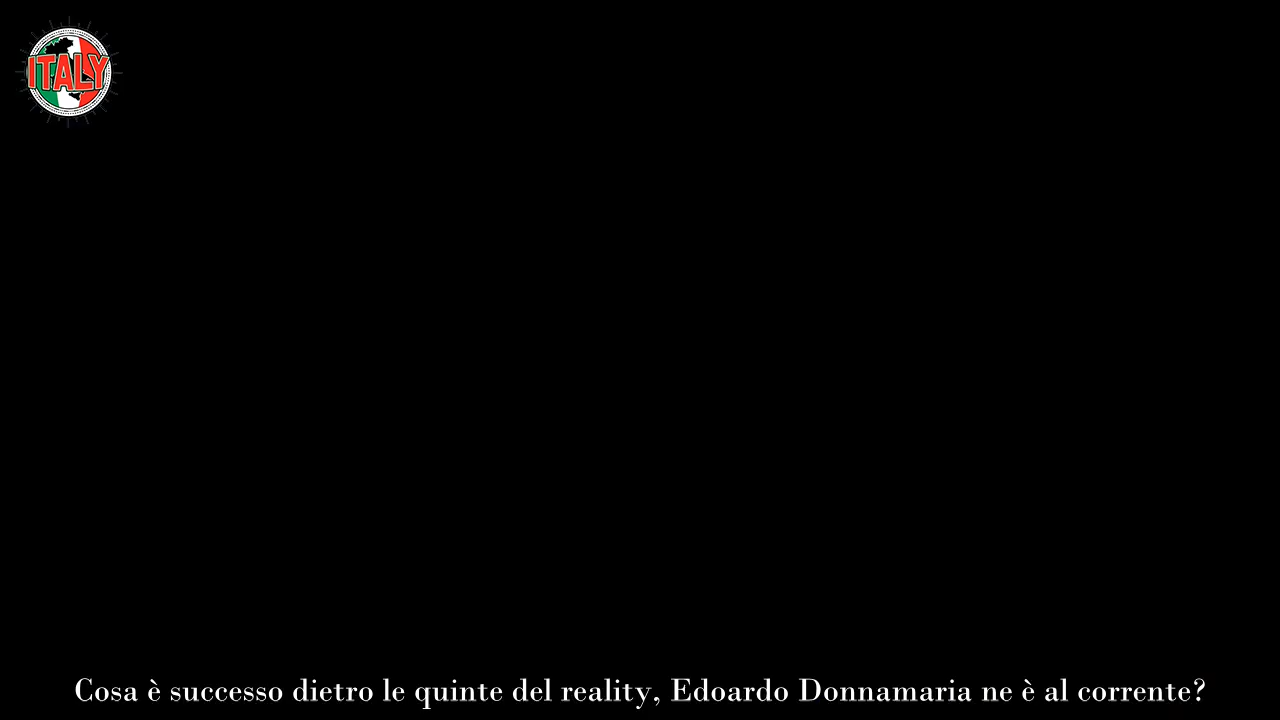 ITALY
Cosa è successo dietro le quinte del reality, Edoardo Donnamaria ne è al corrente?